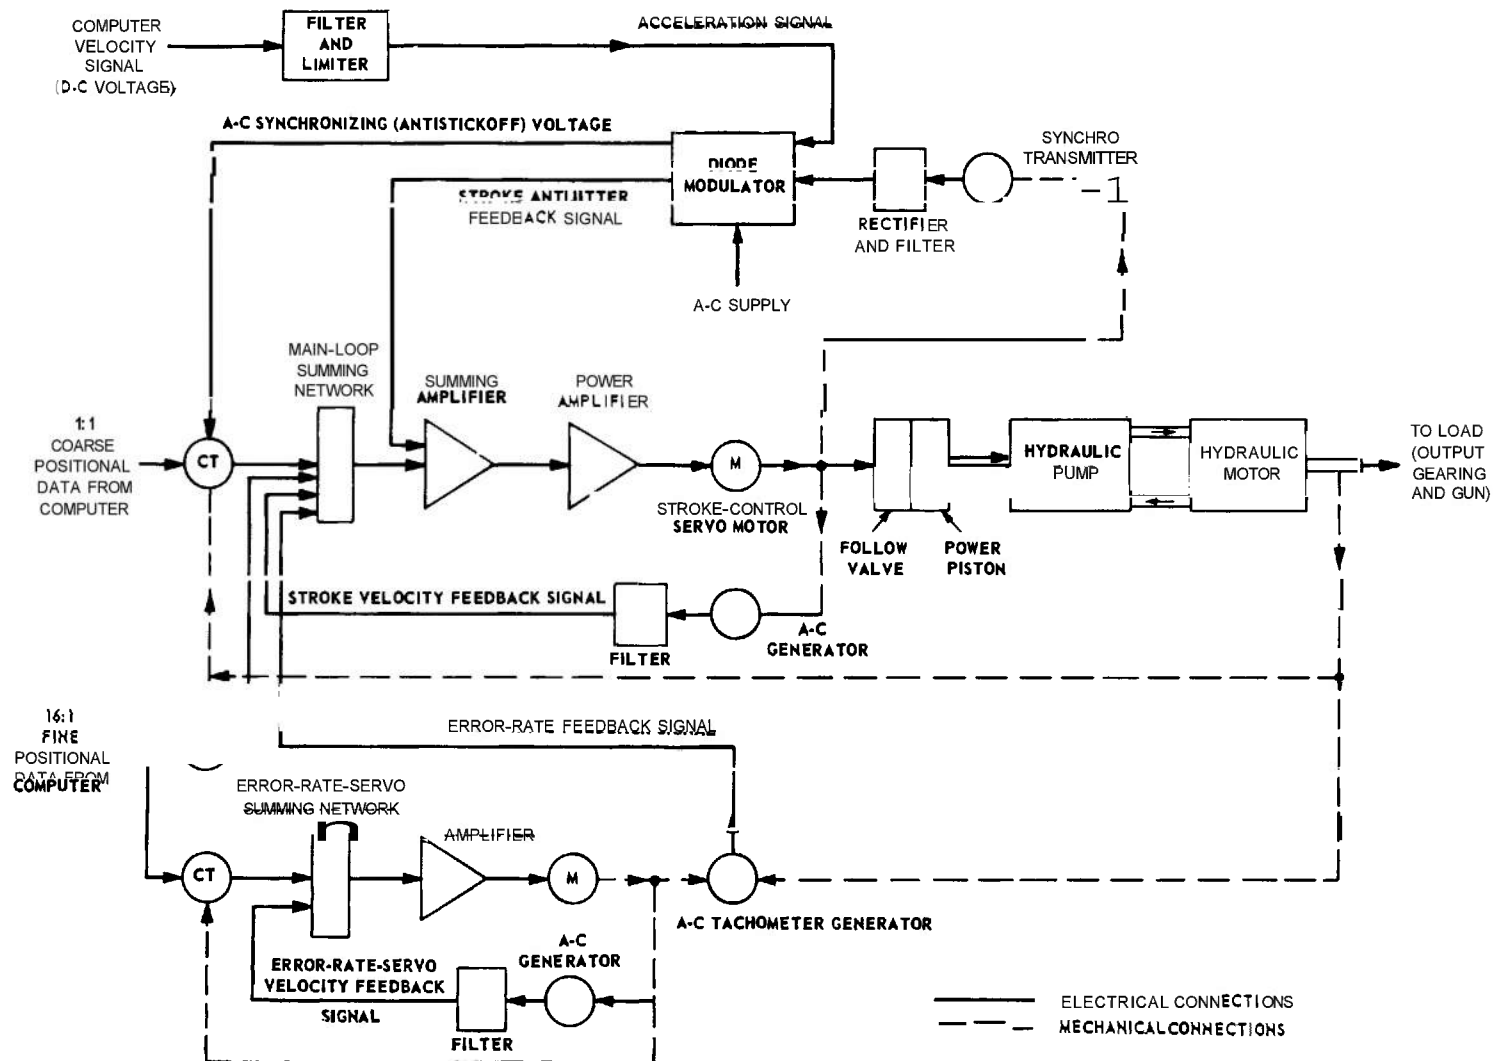 COMPUTER
VELOCITY
SIGNAL
(D-C VOLTAGE)
FILTER
AND
LIMITER
ACCELERATION SIGNAL
A-C SYNCHRONIZING (ANTISTICKOFF) VOLTAGE
DIODE
MODULATOR
SYNCHRO
TRANSMITTER
STROKE ANTIJITTER
FEEDBACK SIGNAL
RECTIFIER
AND FILTER
A-C SUPPLY
MAIN-LOOP
SUMMING
NETWORK
SUMMING
AMPLIFIER
POWER
AMPLIFIER
1:1
COARSE
POSITIONAL
DATA FROM
COMPUTER
CT
M
STROKE-CONTROL
SERVO MOTOR
FOLLOW
VALVE
POWER
PISTON
HYDRAULIC
PUMP
HYDRAULIC
MOTOR
TO LOAD
(OUTPUT
GEARING
AND GUN)
STROKE VELOCITY FEEDBACK SIGNAL
FILTER
A-C
GENERATOR
16:1
FINE
POSITIONAL
DATA FROM
COMPUTER
ERROR-RATE FEEDBACK SIGNAL
ERROR-RATE-SERVO
SUMMING NETWORK
AMPLIFIER
CT
M
A-C TACHOMETER GENERATOR
ERROR-RATE-SERVO
VELOCITY FEEDBACK
SIGNAL
FILTER
A-C
GENERATOR
ELECTRICAL CONNECTIONS
MECHANICAL CONNECTIONS